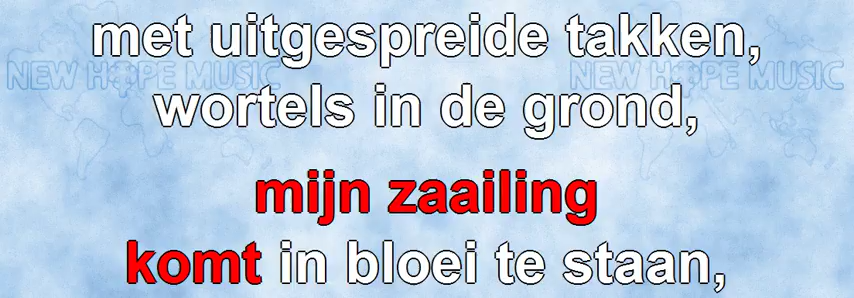 met uitgespreide takken,
NEW HOPE MUSIC NEW HOPE MUSIC
wortels in de grond,
mijn zaailing
komt in bloei te staan,